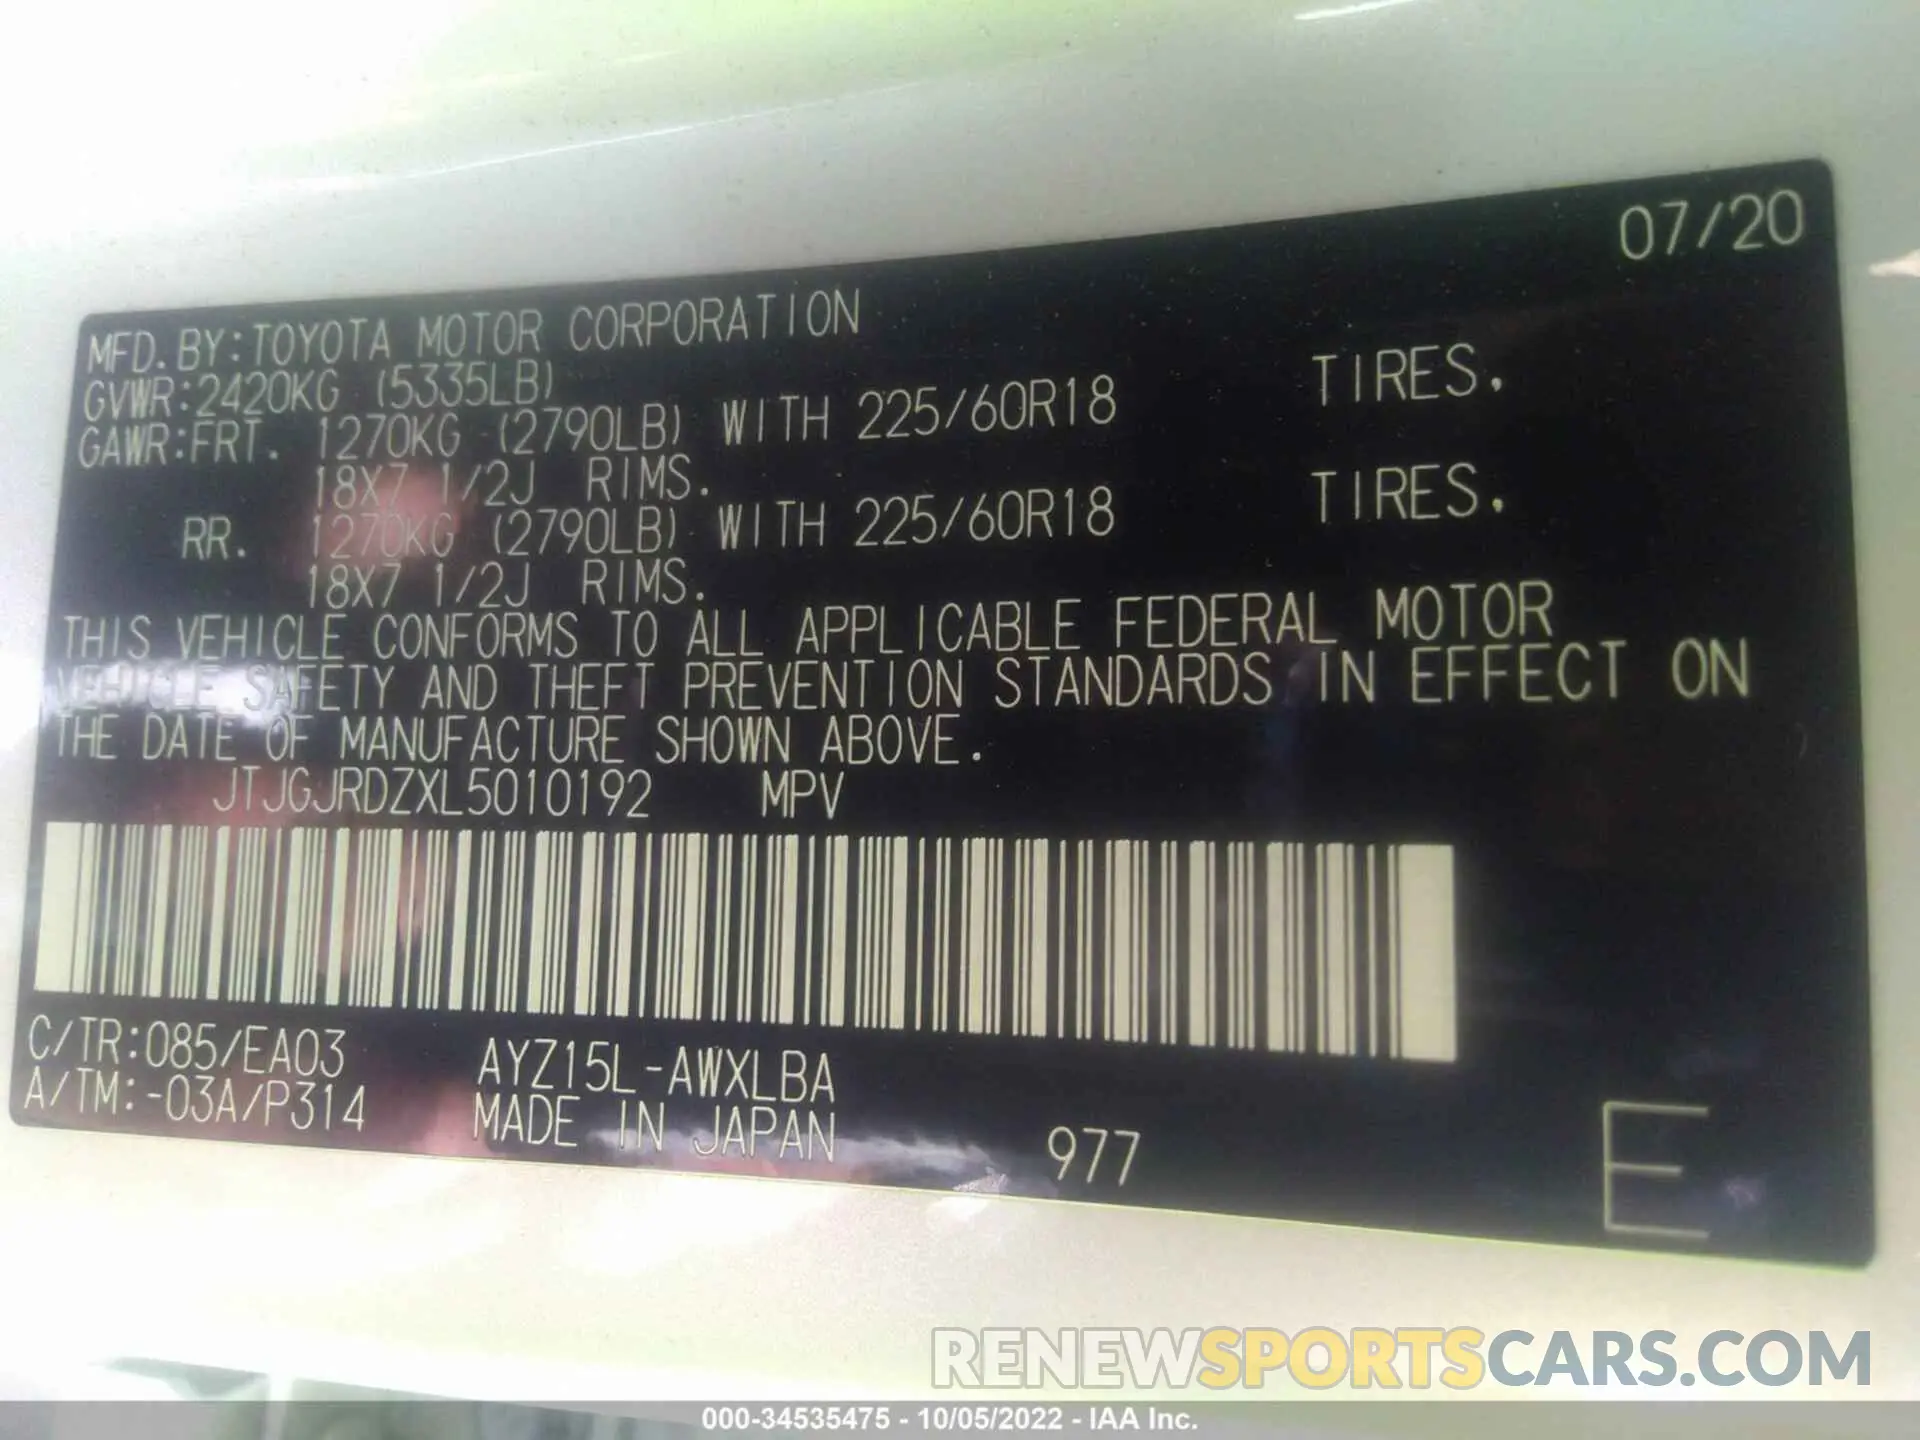 07/20
MFD.BY:TOYOTA MOTOR CORPORATION
GVWR:2420KG (5335LB)
GAWR:FRT. 1270KG (2790LB) WITH 225/60R18 TIRES,
18X7 1/2J RIMS.
RR. 1270KG (2790LB) WITH 225/60R18 TIRES,
18X7 1/2J RIMS.
THIS VEHICLE CONFORMS TO ALL APPLICABLE FEDERAL MOTOR
VEHICLE SAFETY AND THEFT PREVENTION STANDARDS IN EFFECT ON
THE DATE OF MANUFACTURE SHOWN ABOVE.
JTJGJRDZXL5010192 MPV
C/TR:085/EA03 AYZ15L-AWXLBA
A/TM:-03A/P314 MADE IN JAPAN 977 E
RENEWSPORTSCARS.COM
000-34535475 - 10/05/2022 - IAA Inc.